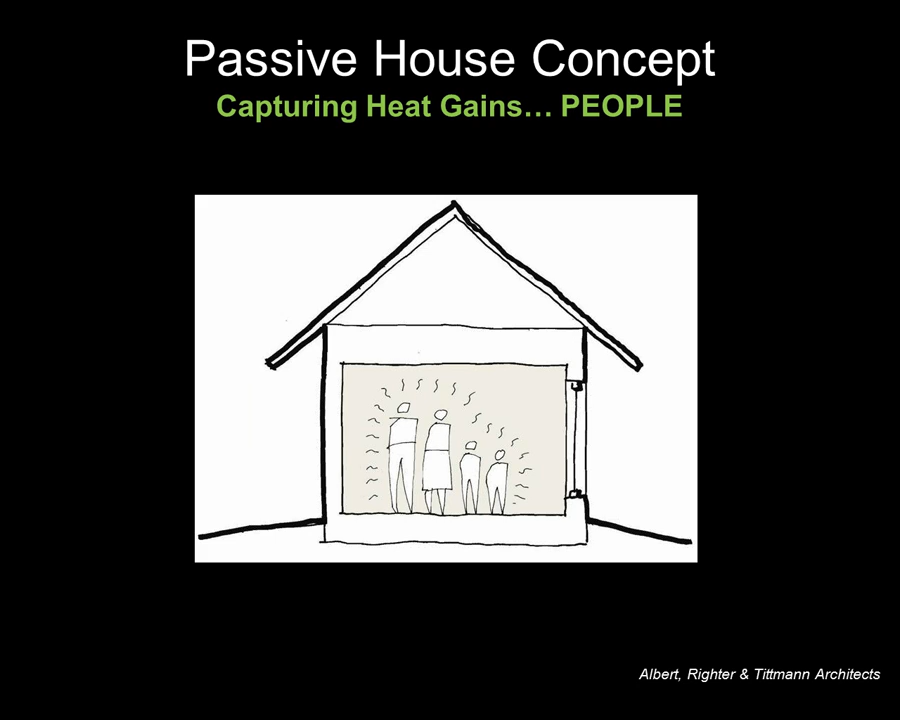 Passive House Concept
Capturing Heat Gains… PEOPLE
Albert, Righter & Tittmann Architects